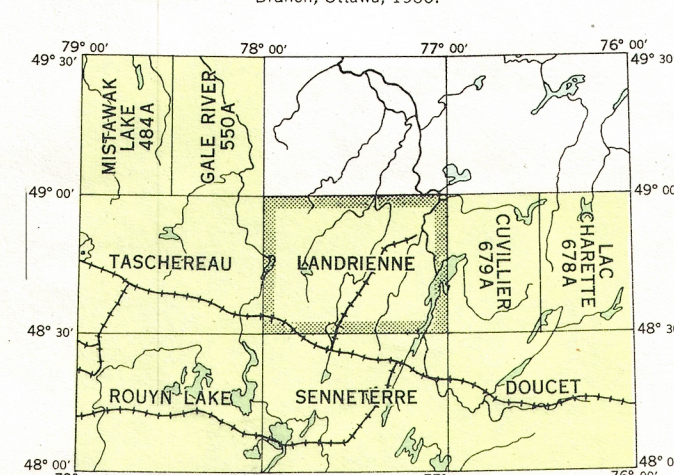 Branch, Ottawa,
79° 00'
78° 00'
77° 00'
76° 00'
49° 30'
49° 30
MISTAWAK
LAKE
484A
GALE RIVER
550A
49° 00'
49° 00
TASCHEREAU
LANDRIENNE
CUVILLIER
679A
LAC
CHARETTE
678A
48° 30'
48° 30
ROUYN LAKE
SENNETERRE
DOUCET
48° 00'
48° 0